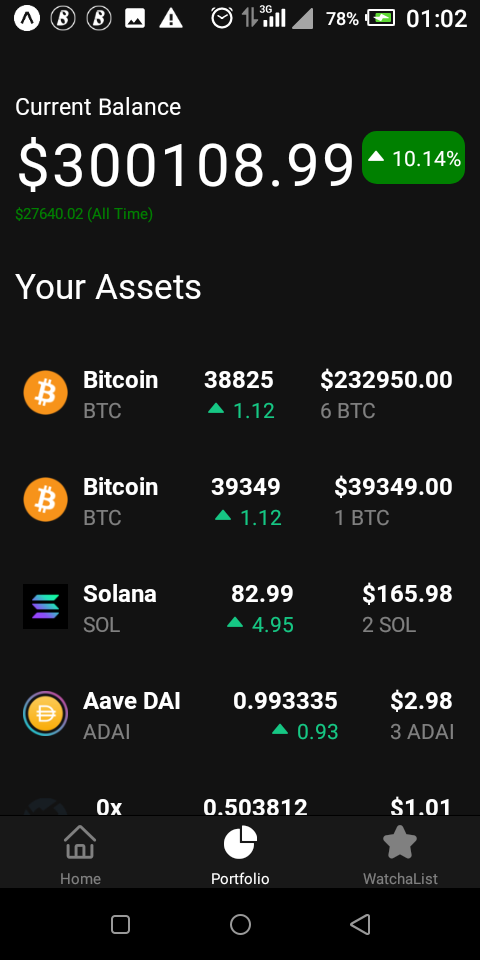 3G 78% 01:02
Current Balance
$300108.99 10.14%
$27640.02 (All Time)
Your Assets
Bitcoin 38825 $232950.00
BTC 1.12 6 BTC
Bitcoin 39349 $39349.00
BTC 1.12 1 BTC
Solana 82.99 $165.98
SOL 4.95 2 SOL
Aave DAI 0.993335 $2.98
ADAI 0.93 3 ADAI
0x 0.503812 $1.01
Home Portfolio WatchaList